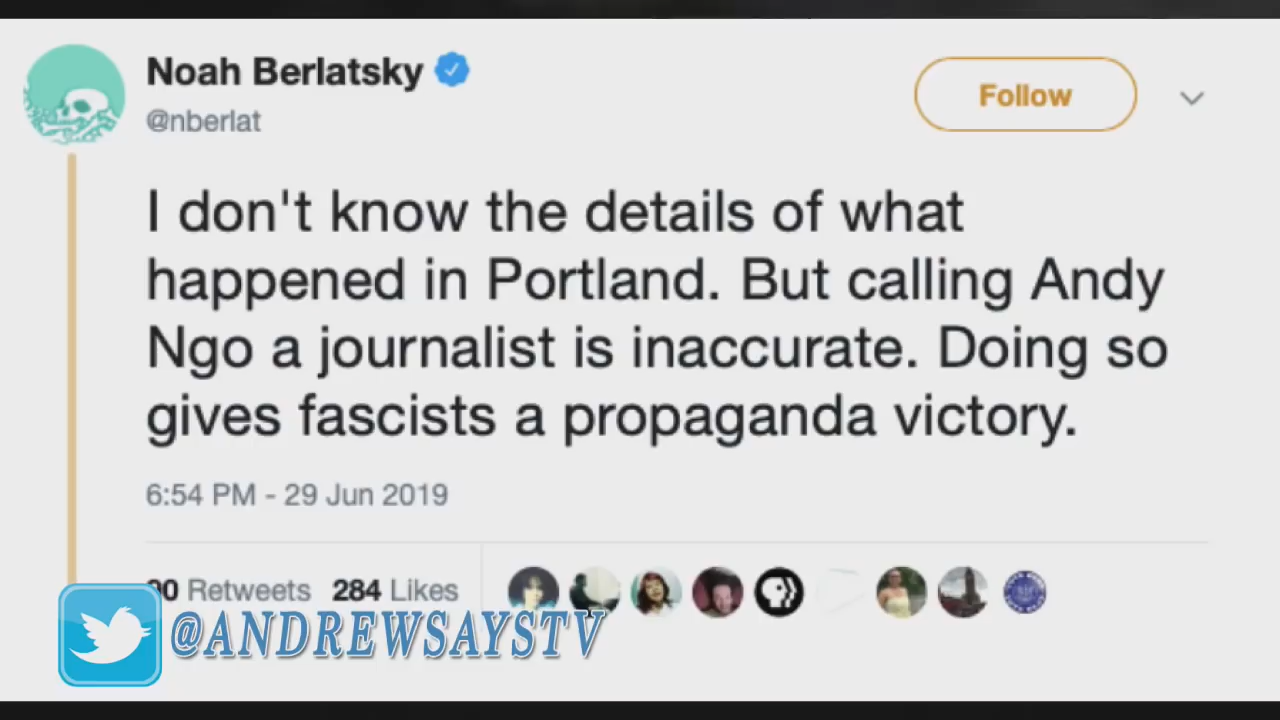 Noah Berlatsky
@nberlat
Follow
I don't know the details of what
happened in Portland. But calling Andy
Ngo a journalist is inaccurate. Doing so
gives fascists a propaganda victory.
6:54 PM - 29 Jun 2019
Retweets 284 Likes
@ANDREWSAYSTV